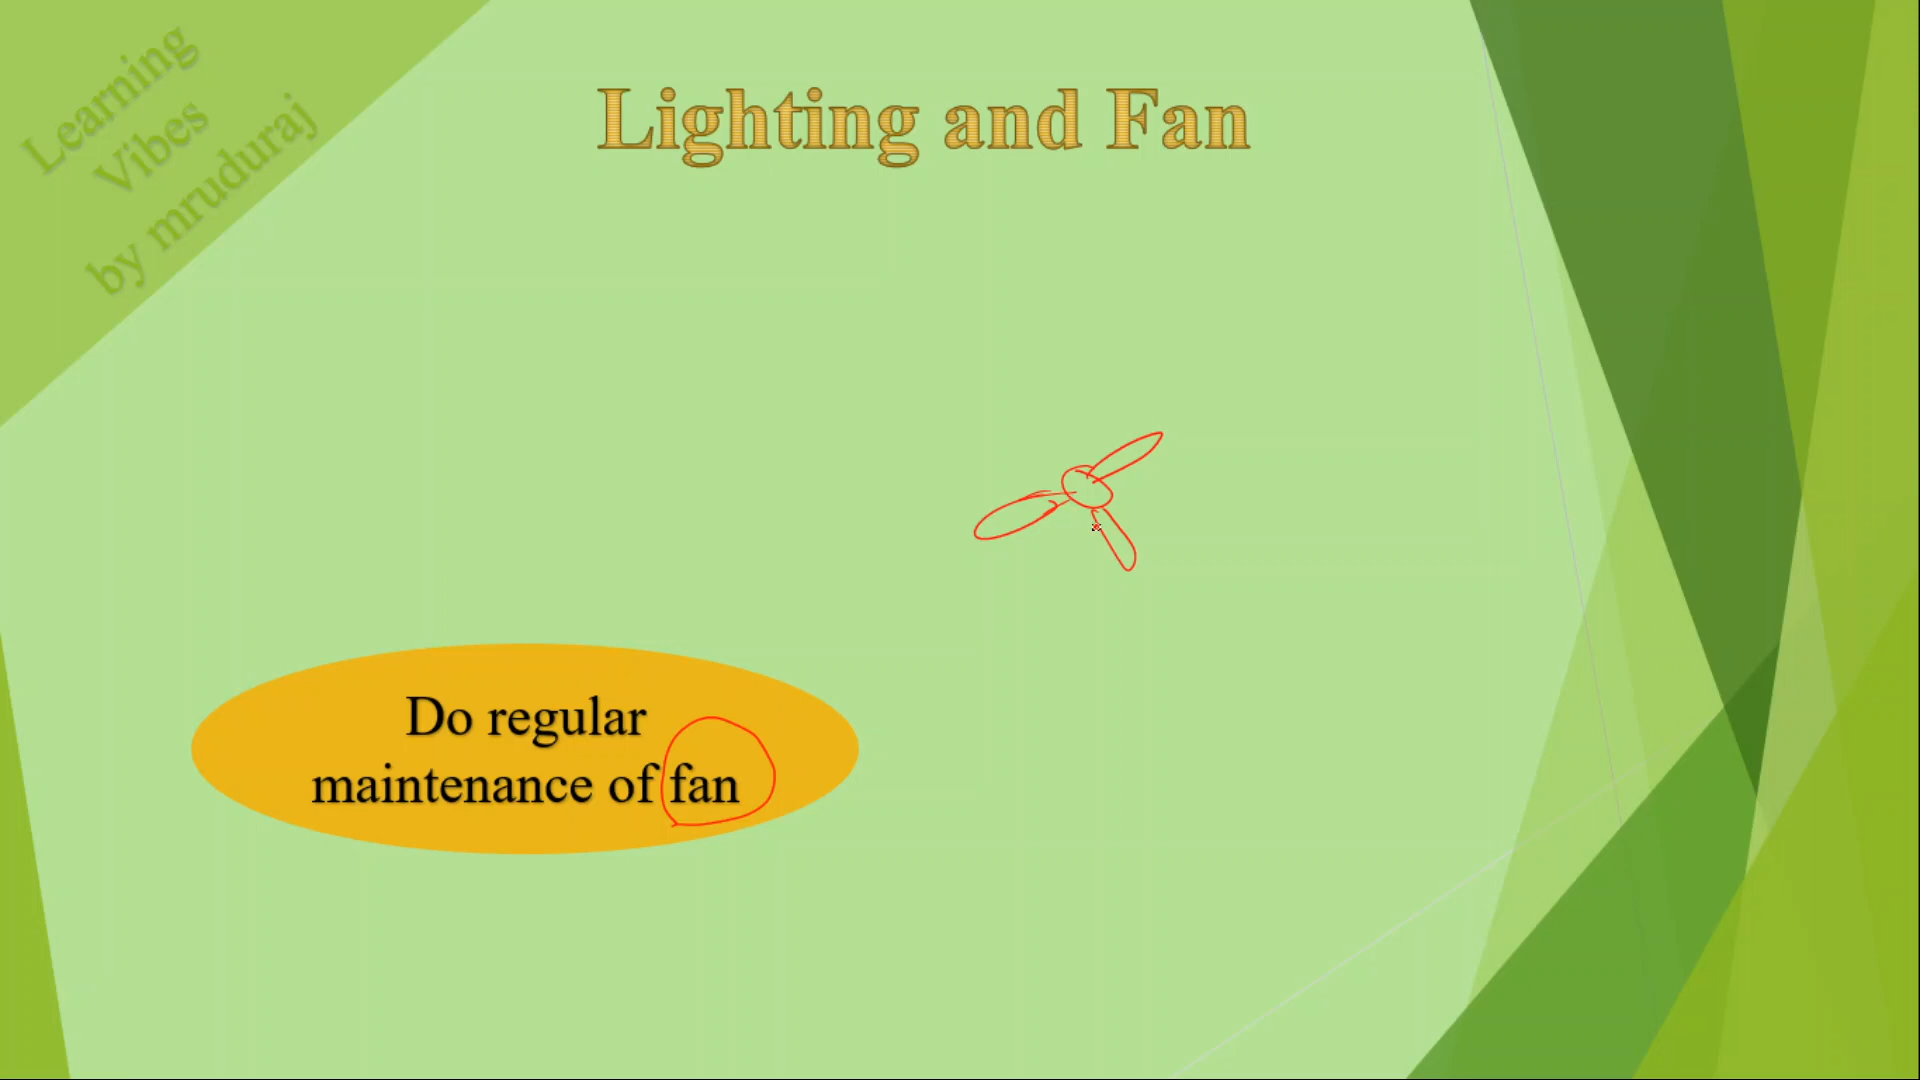 Learning
Vibes
by mruduraj
Lighting and Fan
Do regular
maintenance of fan